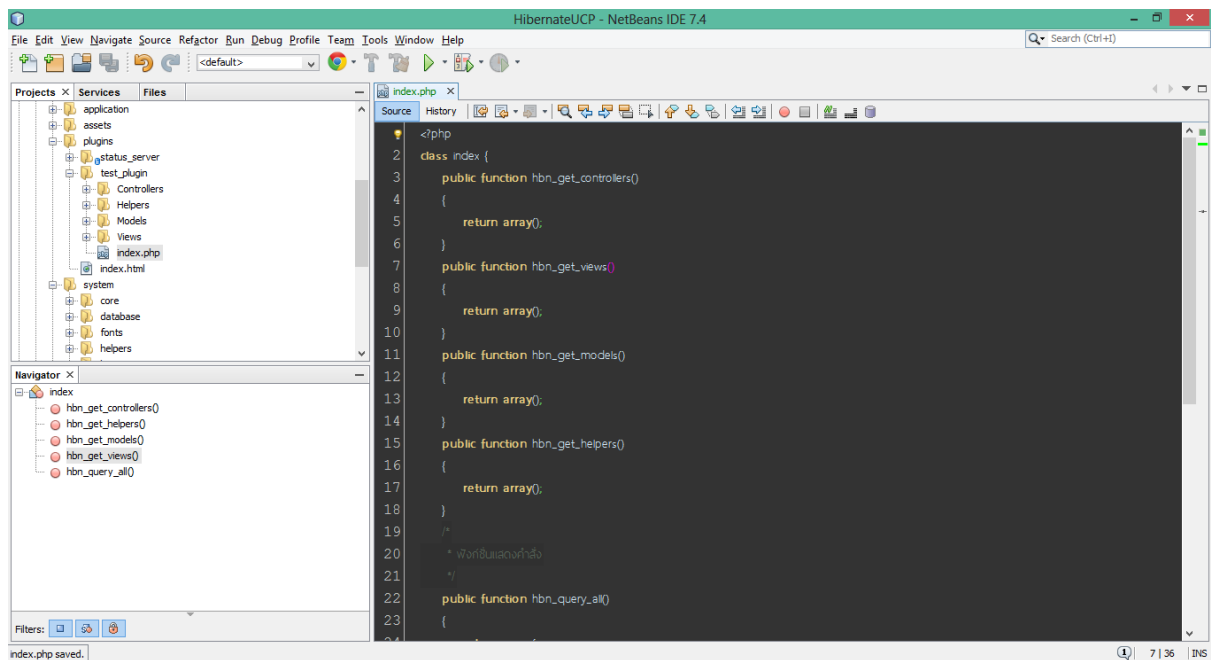 HibernateUCP - NetBeans IDE 7.4
File Edit View Navigate Source Refactor Run Debug Profile Team Tools Window Help
Search (Ctrl+I)
<default>
Projects Services Files
application
assets
plugins
status_server
test_plugin
Controllers
Helpers
Models
Views
index.php
index.html
system
core
database
fonts
helpers
Navigator
index
hbn_get_controllers()
hbn_get_helpers()
hbn_get_models()
hbn_get_views()
hbn_query_all()
Filters:
index.php
Source History
<?php
2 class index {
3 public function hbn_get_controllers()
4 {
5 return array();
6 }
7 public function hbn_get_views()
8 {
9 return array();
10 }
11 public function hbn_get_models()
12 {
13 return array();
14 }
15 public function hbn_get_helpers()
16 {
17 return array();
18 }
19 /*
20 * ฟังก์ชั่นแสดงคำสั่ง
21 */
22 public function hbn_query_all()
23 {
index.php saved.
1 7 | 36 INS